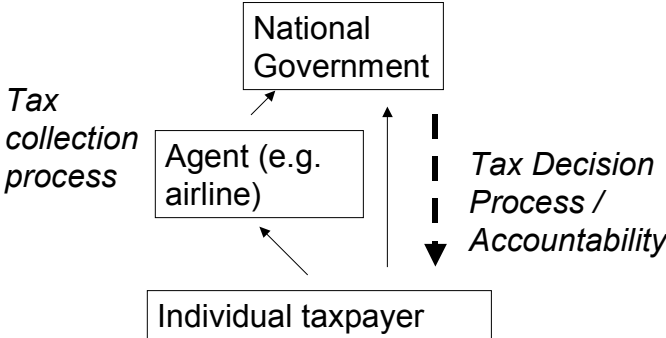 National
Government
Tax
collection
process
Agent (e.g.
airline)
Tax Decision
Process /
Accountability
Individual taxpayer